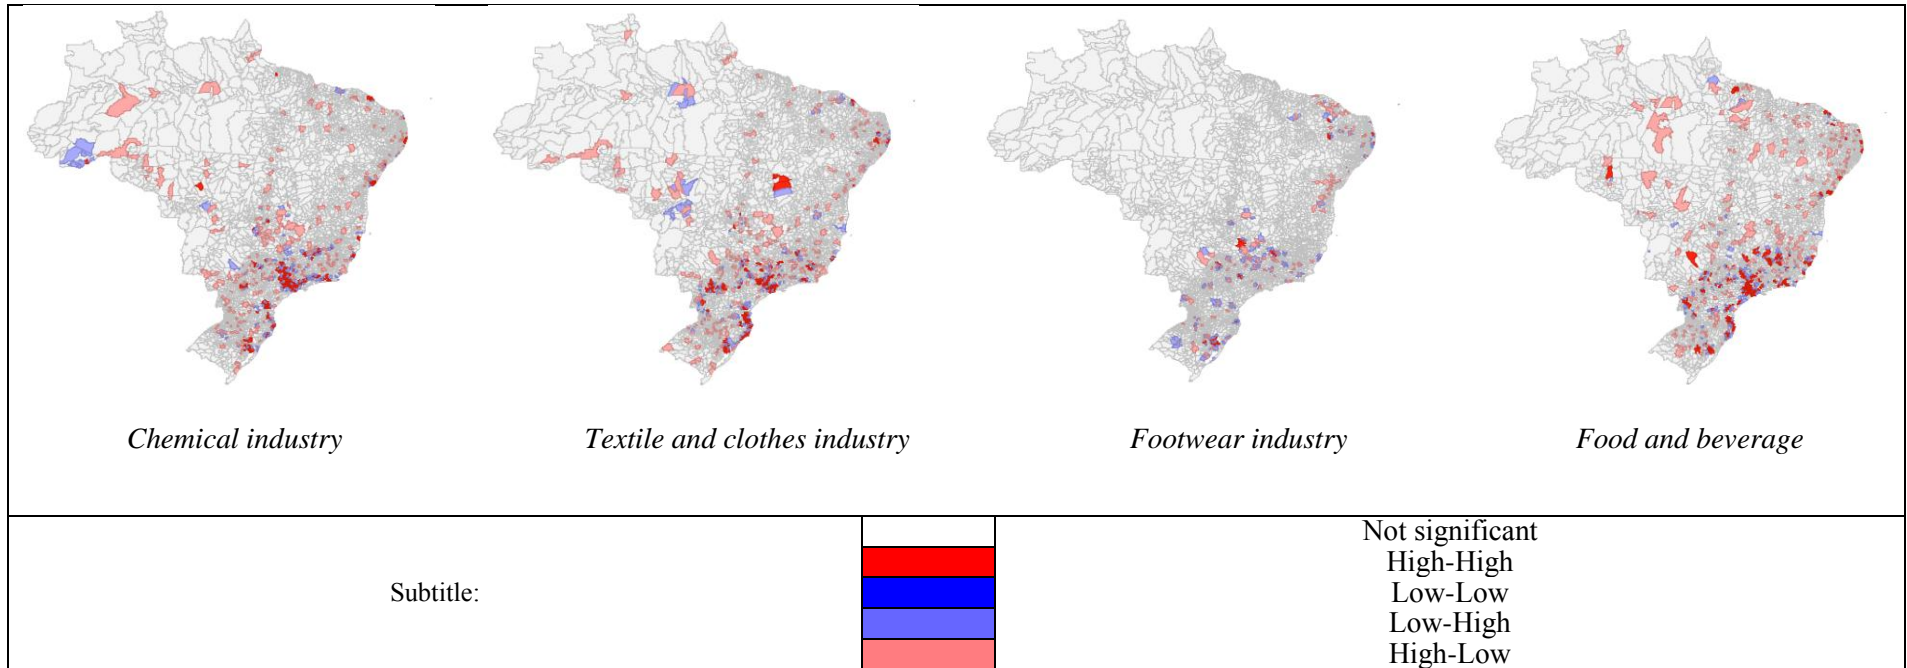 Chemical industry
Textile and clothes industry
Footwear industry
Food and beverage
Subtitle:
Not significant
High-High
Low-Low
Low-High
High-Low